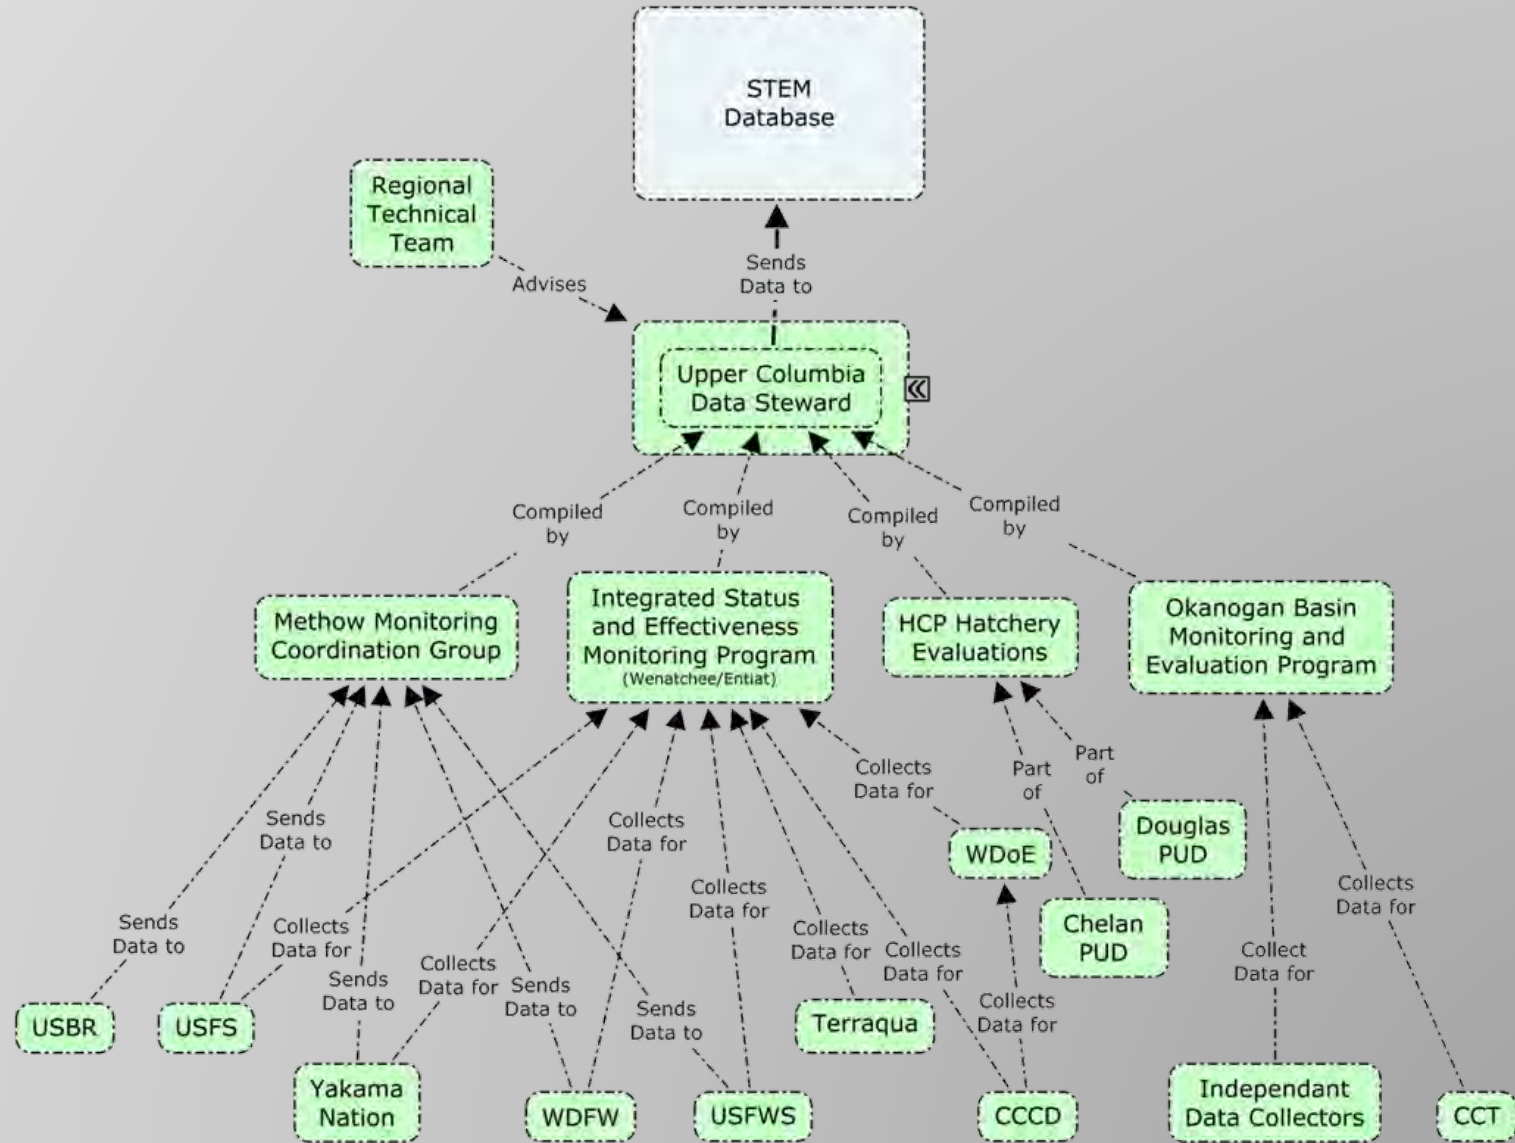 STEM
Database
Regional
Technical
Team
Advises
Sends
Data to
Upper Columbia
Data Steward
Compiled
by
Compiled
by
Compiled
by
Compiled
by
Methow Monitoring
Coordination Group
Integrated Status
and Effectiveness
Monitoring Program
(Wenatchee/Entiat)
HCP Hatchery
Evaluations
Okanogan Basin
Monitoring and
Evaluation Program
Sends
Data to
Sends
Data to
Collects
Data for
Sends
Data to
Collects
Data for
Sends
Data to
Collects
Data for
Sends
Data to
Collects
Data for
Collects
Data for
Collects
Data for
Collects
Data for
Collects
Data for
Part
of
Part
of
Collect
Data for
Collects
Data for
WDoE
Douglas
PUD
Chelan
PUD
USBR
USFS
Yakama
Nation
WDFW
USFWS
Terraqua
CCCD
Independant
Data Collectors
CCT